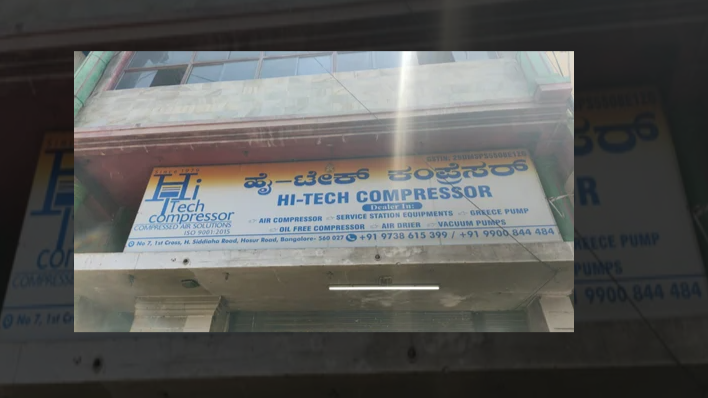 ಹೈ-ಟೇಕ್ ಕಂಪ್ರೆಸರ್
Hi
Tech
compressor
COMPRESSED AIR SOLUTIONS
ISO 9001:2015
HI-TECH COMPRESSOR
Dealer In:
AIR COMPRESSOR SERVICE STATION EQUIPMENTS GREECE PUMP
OIL FREE COMPRESSOR AIR DRIER VACUUM PUMPS
No 7, 1st Cross, H. Siddiaha Road, Hosur Road, Bangalore- 560 027 +91 9738 615 399 / +91 9900 844 484